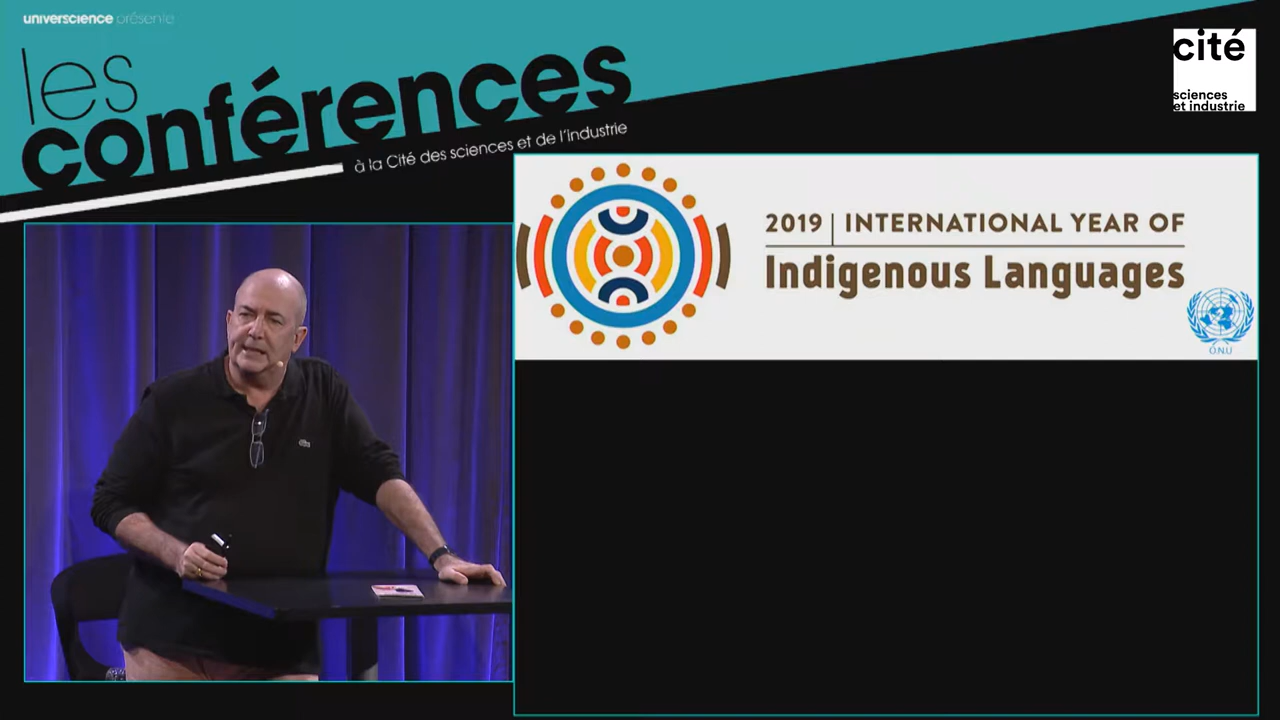 universcience présente
les
conférences
à la Cité des sciences et de l'industrie
cité
sciences
et industrie
2019 | INTERNATIONAL YEAR OF
Indigenous Languages
O.N.U